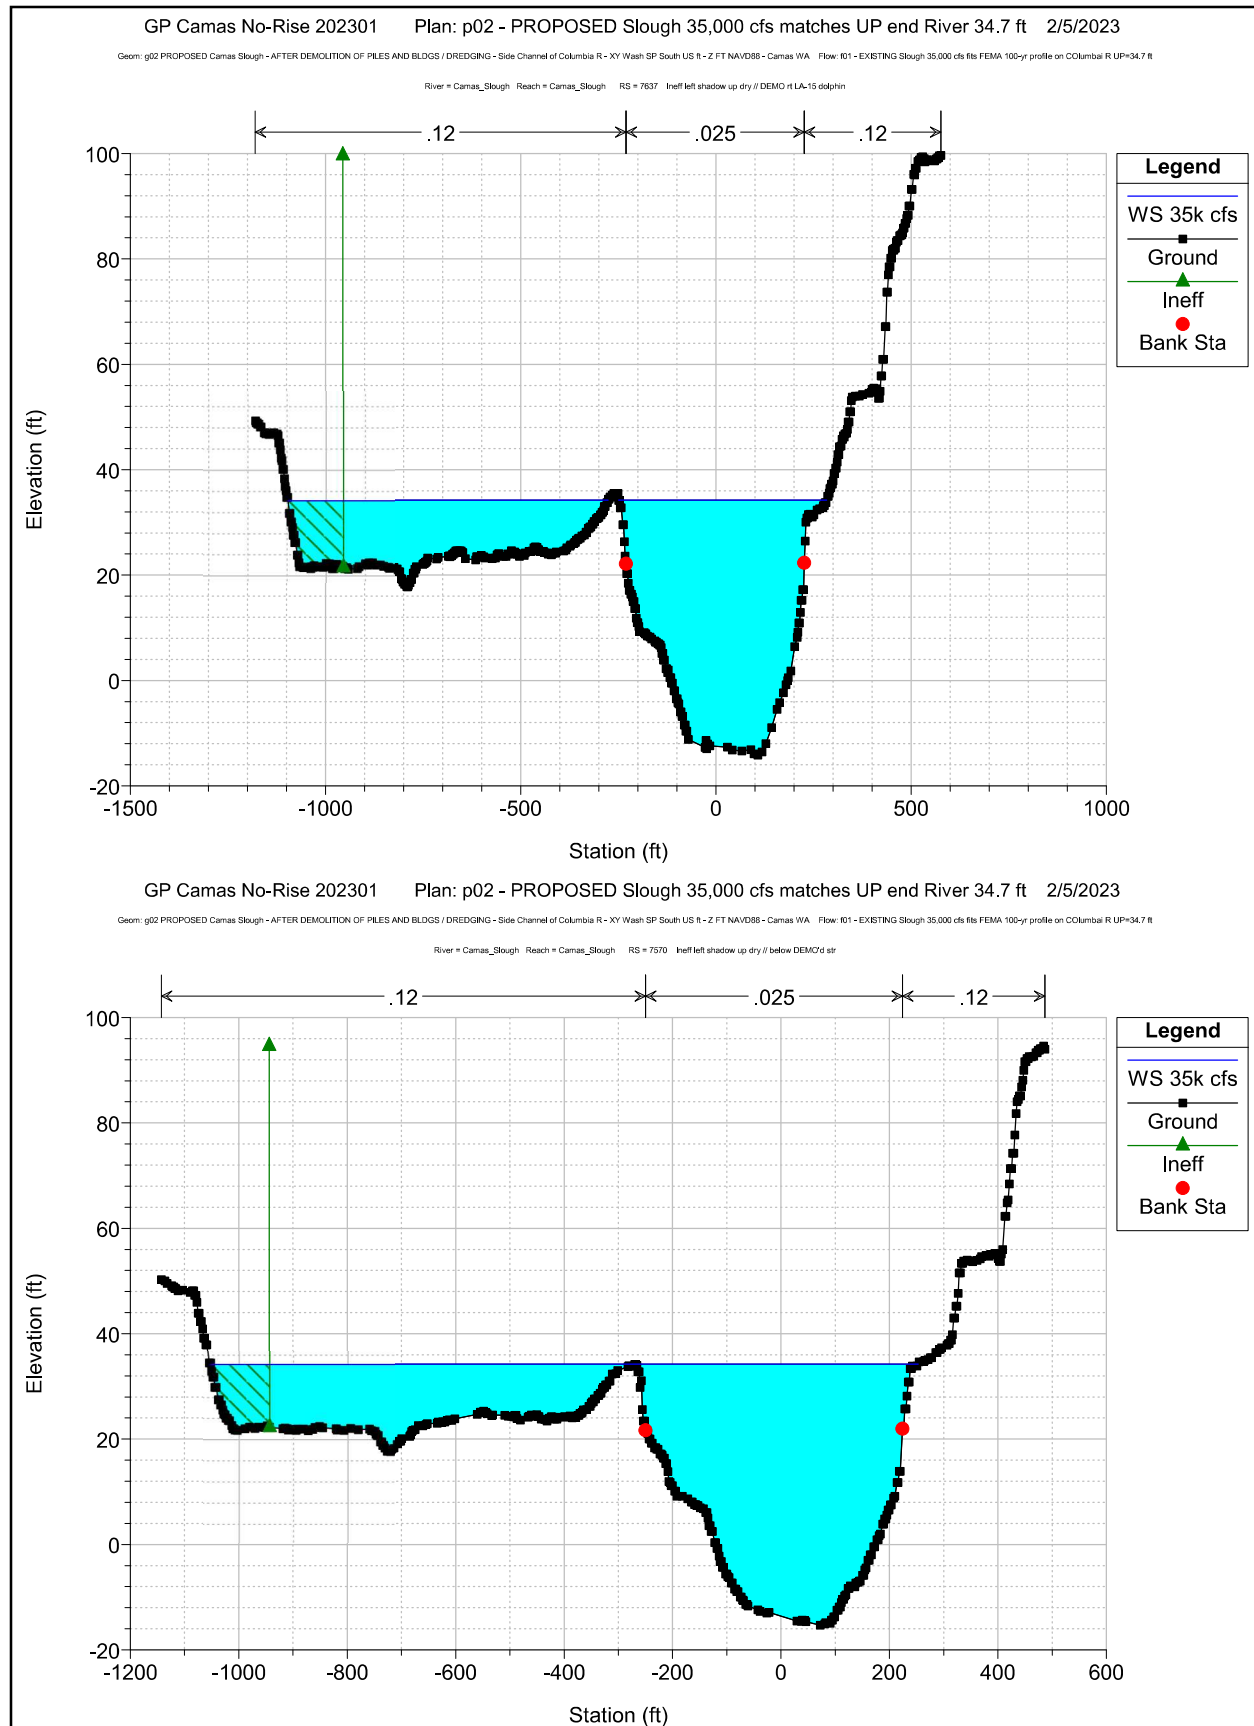 GP Camas No-Rise 202301 Plan: p02 - PROPOSED Slough 35,000 cfs matches UP end River 34.7 ft 2/5/2023
Geom: g02 PROPOSED Camas Slough - AFTER DEMOLITION OF PILES AND BLDGS / DREDGING - Side Channel of Columbia R - XY Wash SP South US ft - Z FT NAVD88 - Camas WA Flow: f01 - EXISTING Slough 35,000 cfs fits FEMA 100-yr profile on COlumbai R UP=34.7 ft
River = Camas_Slough Reach = Camas_Slough RS = 7637 Ineff left shadow up dry // DEMO rt LA-15 dolphin
.12 .025 .12
100
80
60
40
20
0
-20
Elevation (ft)
-1500 -1000 -500 0 500 1000
Station (ft)
Legend
WS 35k cfs
Ground
Ineff
Bank Sta
GP Camas No-Rise 202301 Plan: p02 - PROPOSED Slough 35,000 cfs matches UP end River 34.7 ft 2/5/2023
Geom: g02 PROPOSED Camas Slough - AFTER DEMOLITION OF PILES AND BLDGS / DREDGING - Side Channel of Columbia R - XY Wash SP South US ft - Z FT NAVD88 - Camas WA Flow: f01 - EXISTING Slough 35,000 cfs fits FEMA 100-yr profile on COlumbai R UP=34.7 ft
River = Camas_Slough Reach = Camas_Slough RS = 7570 Ineff left shadow up dry // below DEMO'd str
.12 .025 .12
100
80
60
40
20
0
-20
Elevation (ft)
-1200 -1000 -800 -600 -400 -200 0 200 400 600
Station (ft)
Legend
WS 35k cfs
Ground
Ineff
Bank Sta